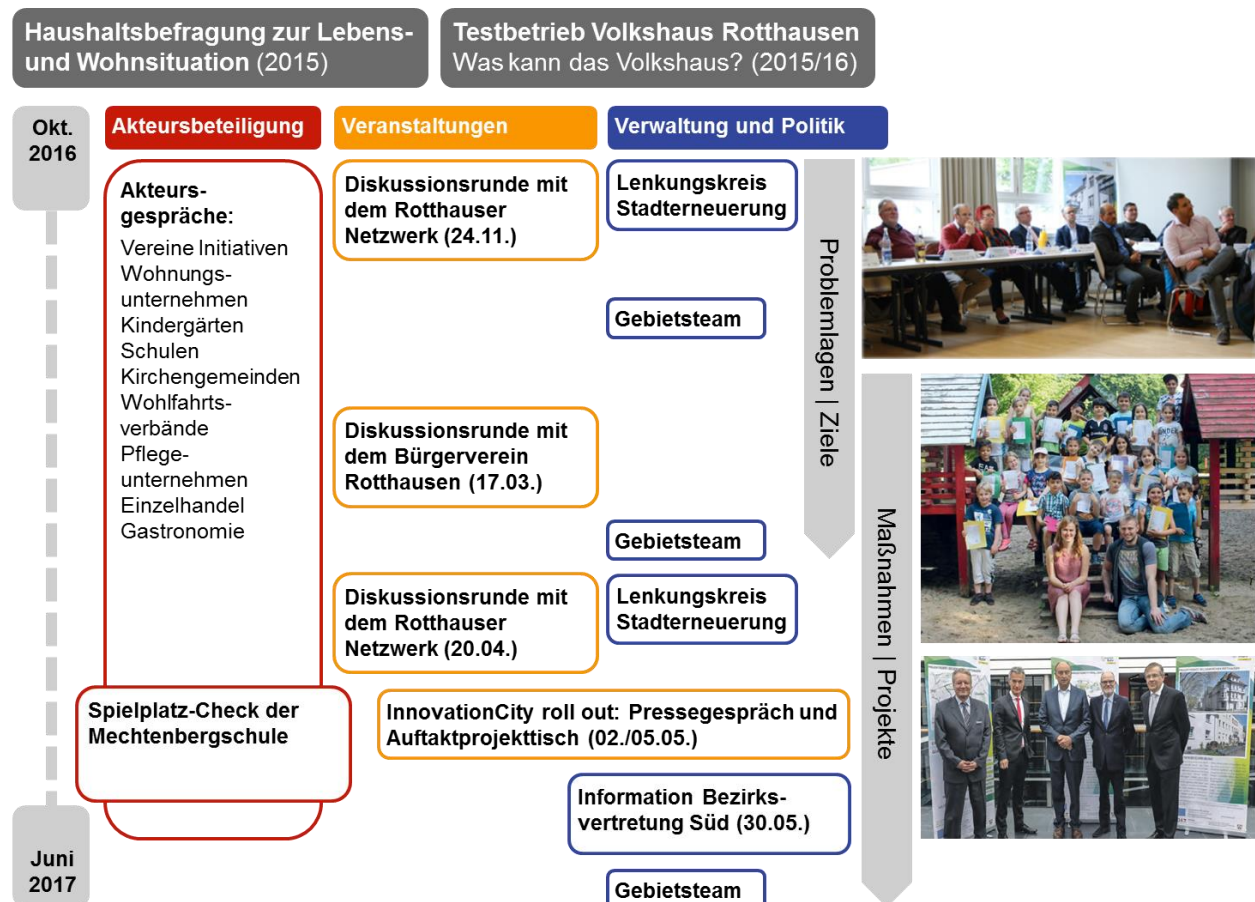 Haushaltsbefragung zur Lebens-
und Wohnsituation (2015)
Testbetrieb Volkshaus Rotthausen
Was kann das Volkshaus? (2015/16)
Okt.
2016
Akteursbeteiligung
Veranstaltungen
Verwaltung und Politik
Akteurs-
gespräche:
Vereine Initiativen
Wohnungs-
unternehmen
Kindergärten
Schulen
Kirchengemeinden
Wohlfahrts-
verbände
Pflege-
unternehmen
Einzelhandel
Gastronomie
Diskussionsrunde mit
dem Rotthauser
Netzwerk (24.11.)
Lenkungskreis
Stadterneuerung
Gebietsteam
Problemlagen | Ziele
Diskussionsrunde mit
dem Bürgerverein
Rotthausen (17.03.)
Gebietsteam
Diskussionsrunde mit
dem Rotthauser
Netzwerk (20.04.)
Lenkungskreis
Stadterneuerung
Maßnahmen | Projekte
Spielplatz-Check der
Mechtenbergschule
InnovationCity roll out: Pressegespräch und
Auftaktprojekttisch (02./05.05.)
Information Bezirks-
vertretung Süd (30.05.)
Juni
2017
Gebietsteam